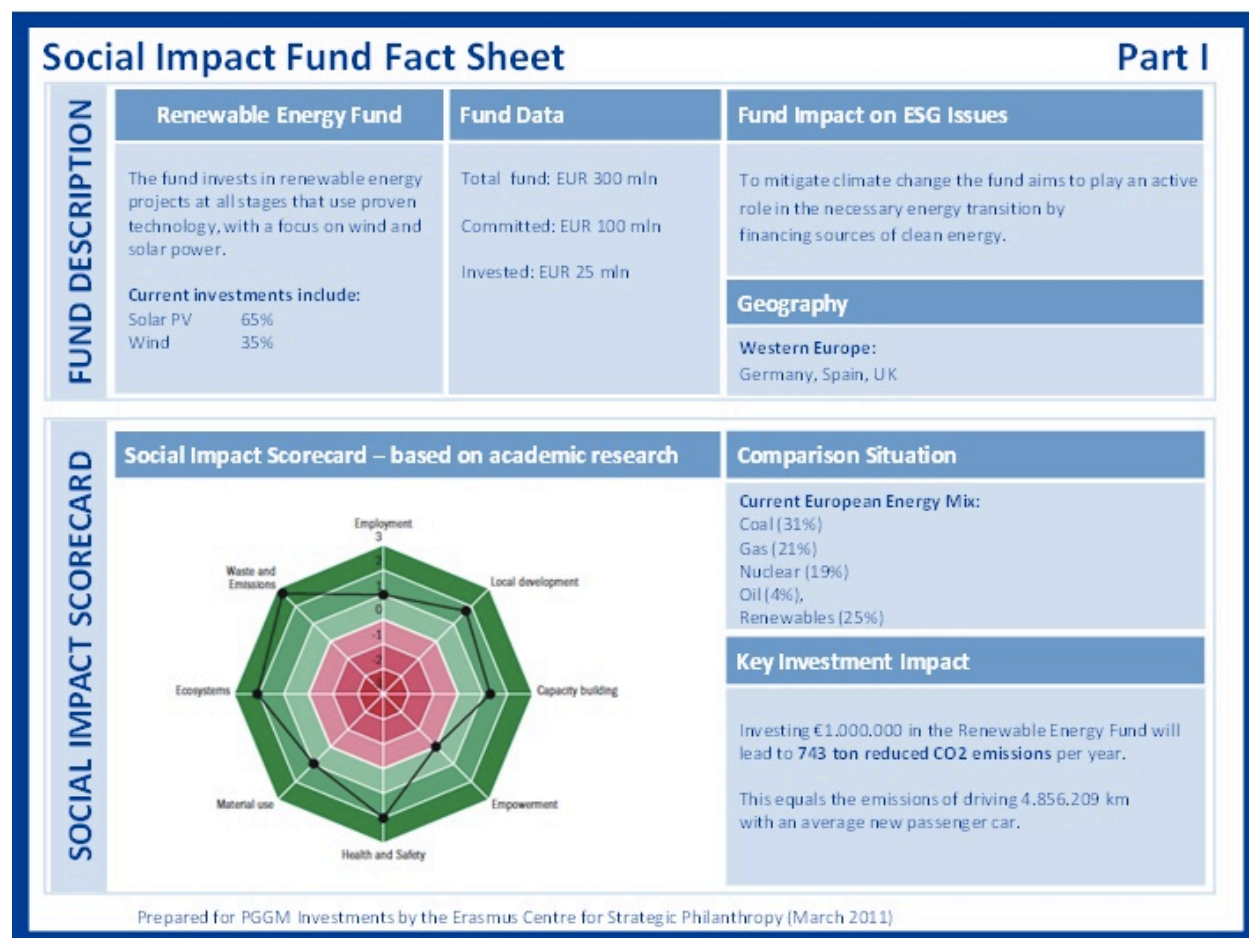 Social Impact Fund Fact Sheet
Part I
FUND DESCRIPTION
Renewable Energy Fund
The fund invests in renewable energy
projects at all stages that use proven
technology, with a focus on wind and
solar power.
Current investments include:
Solar PV 65%
Wind 35%
Fund Data
Total fund: EUR 300 mln
Committed: EUR 100 mln
Invested: EUR 25 mln
Fund Impact on ESG Issues
To mitigate climate change the fund aims to play an active
role in the necessary energy transition by
financing sources of clean energy.
Geography
Western Europe:
Germany, Spain, UK
SOCIAL IMPACT SCORECARD
Social Impact Scorecard – based on academic research
Employment
3
2
1
0
-1
-2
Local development
Capacity building
Empowerment
Health and Safety
Material use
Ecosystems
Waste and
Emissions
Comparison Situation
Current European Energy Mix:
Coal (31%)
Gas (21%)
Nuclear (19%)
Oil (4%),
Renewables (25%)
Key Investment Impact
Investing €1.000.000 in the Renewable Energy Fund will
lead to 743 ton reduced CO2 emissions per year.
This equals the emissions of driving 4.856.209 km
with an average new passenger car.
Prepared for PGGM Investments by the Erasmus Centre for Strategic Philanthropy (March 2011)